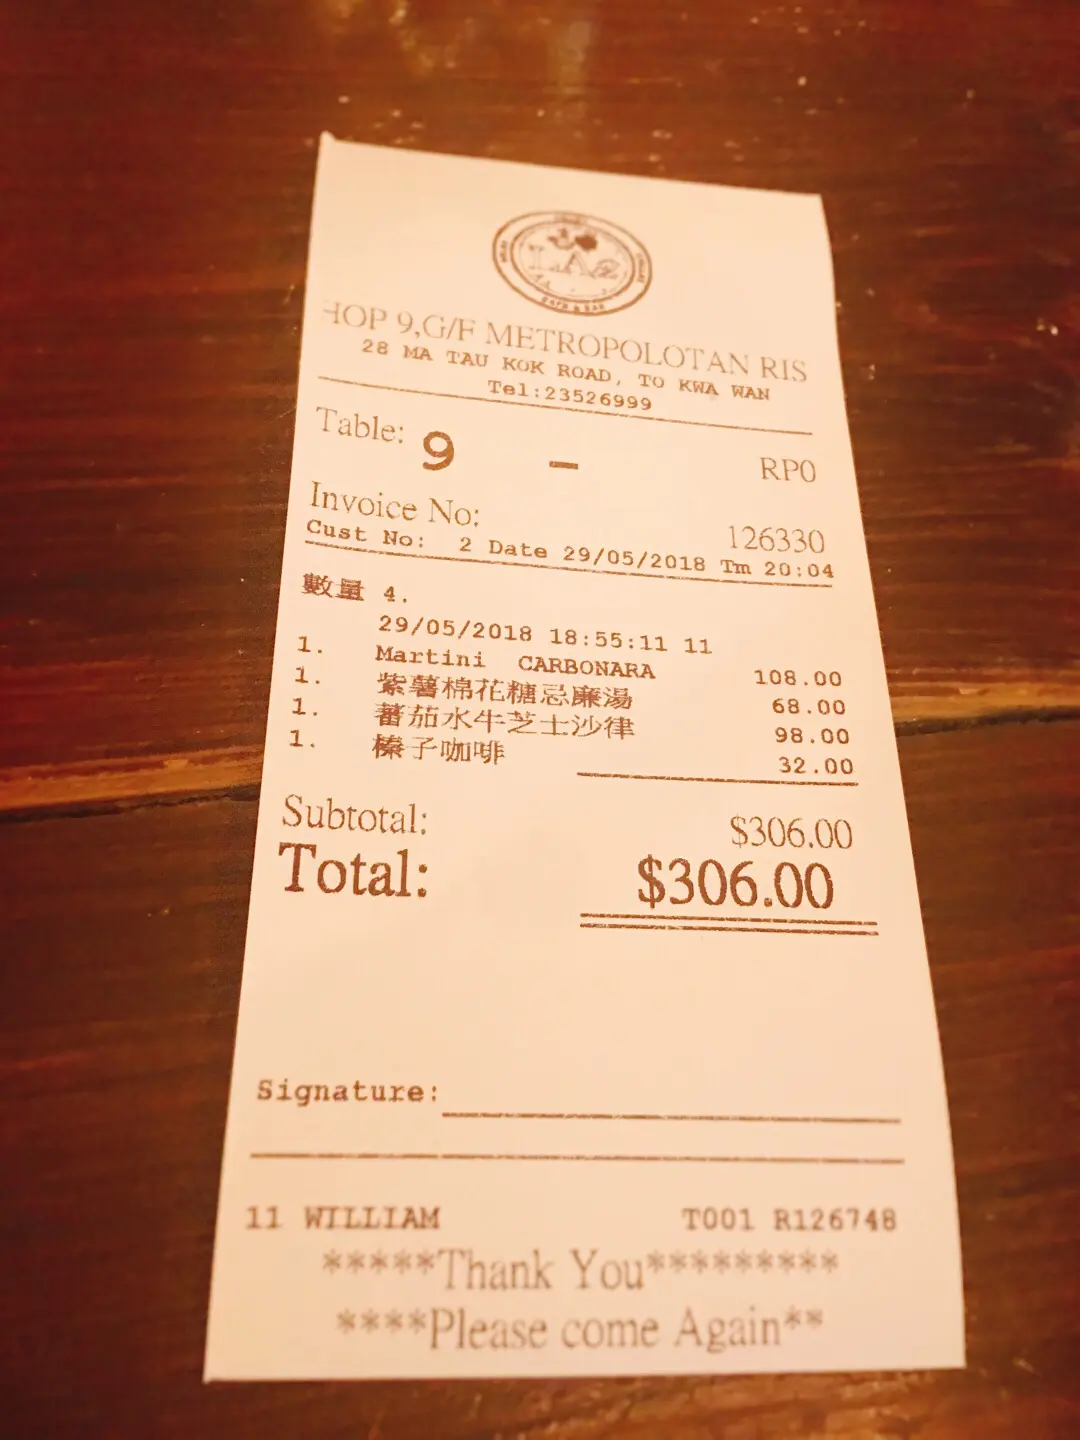 LA2
CAFE & BAR
HOP 9,G/F METROPOLOTAN RIS
28 MA TAU KOK ROAD, TO KWA WAN
Tel:23526999
Table: 9 - RP0
Invoice No: 126330
Cust No: 2 Date 29/05/2018 Tm 20:04
數量 4.
29/05/2018 18:55:11 11
1. Martini CARBONARA 108.00
1. 紫薯棉花糖忌廉湯 68.00
1. 蕃茄水牛芝士沙律 98.00
1. 榛子咖啡 32.00
Subtotal: $306.00
Total: $306.00
Signature:
11 WILLIAM T001 R126748
*****Thank You*********
****Please come Again**